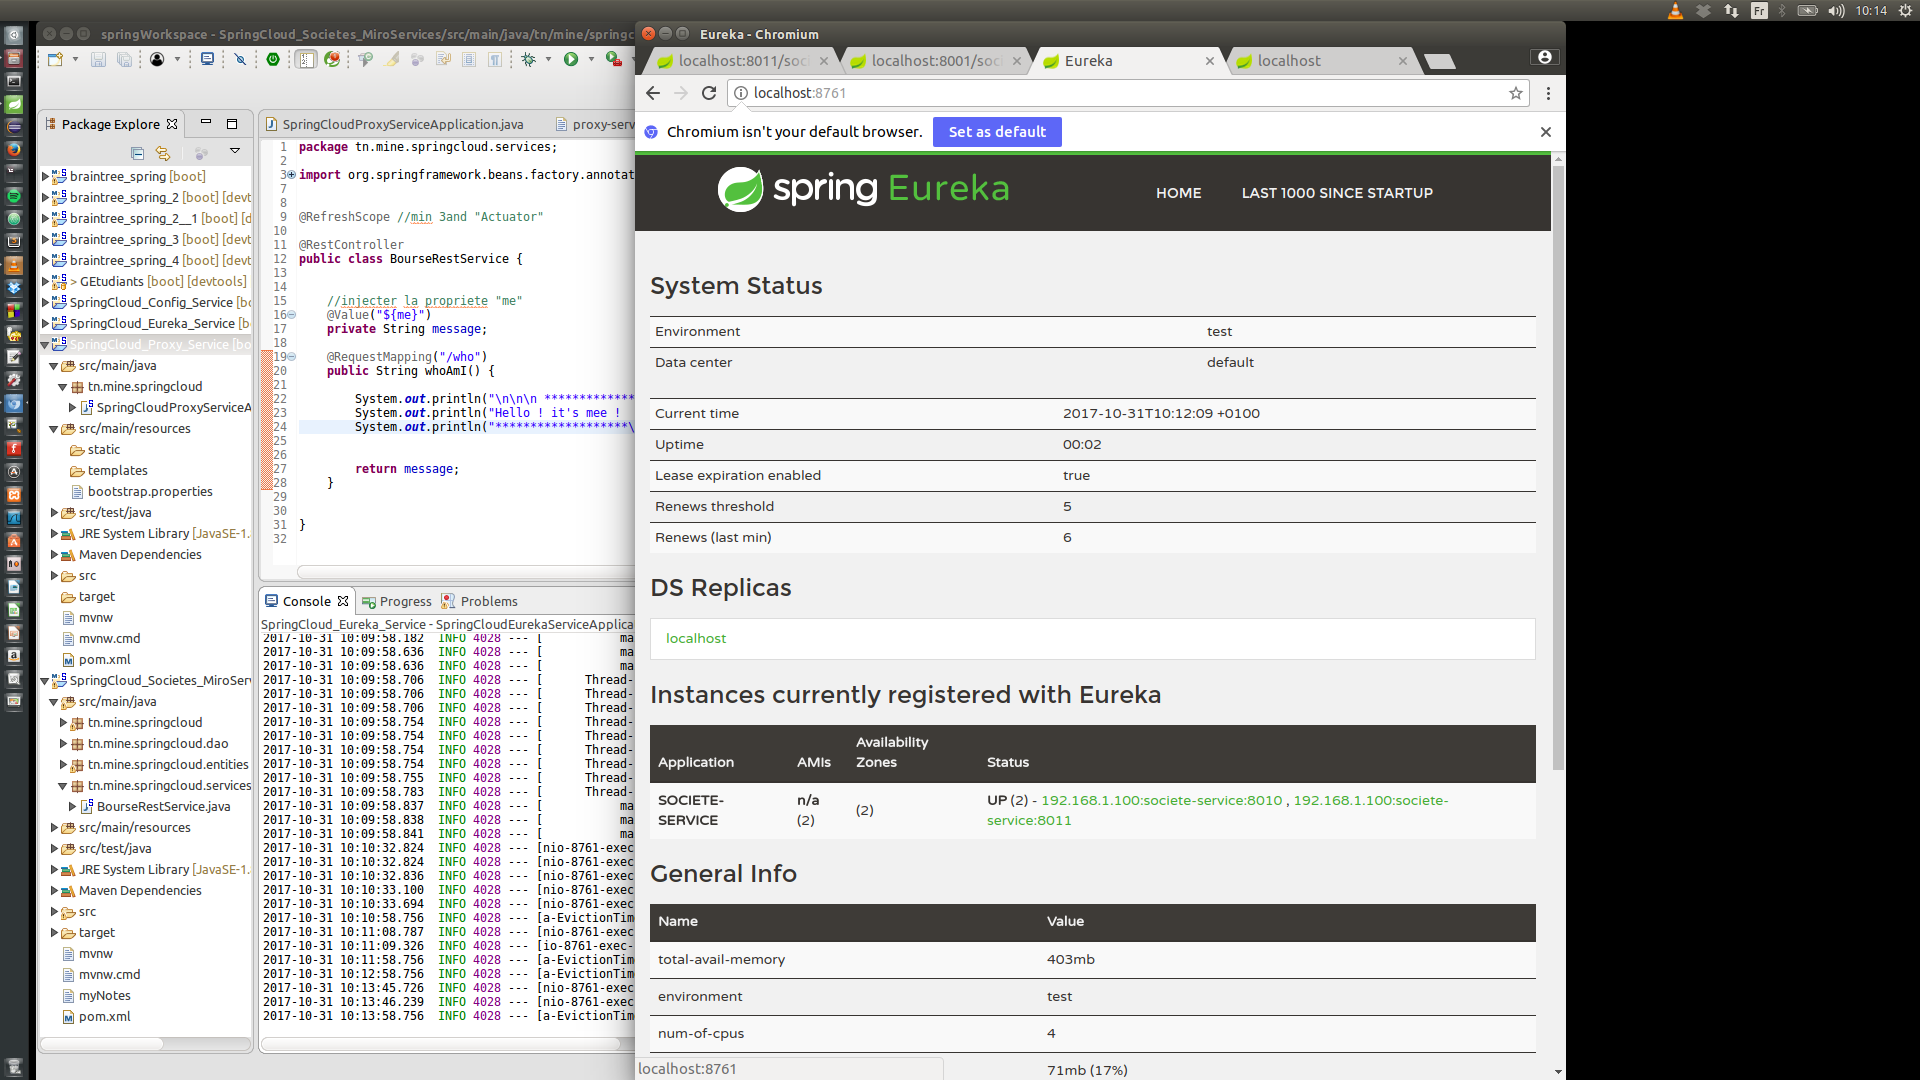 Fr
10:14
springWorkspace - SpringCloud_Societes_MiroServices/src/main/java/tn/mine/springc
Eureka - Chromium
localhost:8011/soci
localhost:8001/soci
Eureka
localhost
localhost:8761
Chromium isn't your default browser.
Set as default
Package Explore
SpringCloudProxyServiceApplication.java
proxy-serv
braintree_spring [boot]
braintree_spring_2 [boot] [devt
braintree_spring_2__1 [boot] [d
braintree_spring_3 [boot] [devt
braintree_spring_4 [boot] [devt
> GEtudiants [boot] [devtools]
SpringCloud_Config_Service [bo
SpringCloud_Eureka_Service [b
SpringCloud_Proxy_Service [bo
src/main/java
tn.mine.springcloud
SpringCloudProxyServiceA
src/main/resources
static
templates
bootstrap.properties
src/test/java
JRE System Library [JavaSE-1.
Maven Dependencies
src
target
mvnw
mvnw.cmd
pom.xml
SpringCloud_Societes_MiroServ
src/main/java
tn.mine.springcloud
tn.mine.springcloud.dao
tn.mine.springcloud.entities
tn.mine.springcloud.services
BourseRestService.java
src/main/resources
src/test/java
JRE System Library [JavaSE-1.
Maven Dependencies
src
target
mvnw
mvnw.cmd
myNotes
pom.xml
1 package tn.mine.springcloud.services;
2
3 import org.springframework.beans.factory.annotat
7
8
9 @RefreshScope //min 3and "Actuator"
10
11 @RestController
12 public class BourseRestService {
13
14
15 //injecter la propriete "me"
16 @Value("${me}")
17 private String message;
18
19 @RequestMapping("/who")
20 public String whoAmI() {
21
22 System.out.println("\n\n\n *************
23 System.out.println("Hello ! it's mee !
24 System.out.println("*******************\
25
26
27 return message;
28 }
29
30
31 }
32
Console
Progress
Problems
SpringCloud_Eureka_Service - SpringCloudEurekaServiceApplica
2017-10-31 10:09:58.182 INFO 4028 --- [ ma
2017-10-31 10:09:58.636 INFO 4028 --- [ ma
2017-10-31 10:09:58.636 INFO 4028 --- [ ma
2017-10-31 10:09:58.706 INFO 4028 --- [ Thread-
2017-10-31 10:09:58.706 INFO 4028 --- [ Thread-
2017-10-31 10:09:58.706 INFO 4028 --- [ Thread-
2017-10-31 10:09:58.754 INFO 4028 --- [ Thread-
2017-10-31 10:09:58.754 INFO 4028 --- [ Thread-
2017-10-31 10:09:58.754 INFO 4028 --- [ Thread-
2017-10-31 10:09:58.754 INFO 4028 --- [ Thread-
2017-10-31 10:09:58.755 INFO 4028 --- [ Thread-
2017-10-31 10:09:58.783 INFO 4028 --- [ Thread-
2017-10-31 10:09:58.837 INFO 4028 --- [ ma
2017-10-31 10:09:58.838 INFO 4028 --- [ ma
2017-10-31 10:09:58.841 INFO 4028 --- [ ma
2017-10-31 10:10:32.824 INFO 4028 --- [nio-8761-exec
2017-10-31 10:10:32.824 INFO 4028 --- [nio-8761-exec
2017-10-31 10:10:32.836 INFO 4028 --- [nio-8761-exec
2017-10-31 10:10:33.100 INFO 4028 --- [nio-8761-exec
2017-10-31 10:10:33.694 INFO 4028 --- [nio-8761-exec
2017-10-31 10:10:58.756 INFO 4028 --- [a-EvictionTim
2017-10-31 10:11:08.787 INFO 4028 --- [nio-8761-exec
2017-10-31 10:11:09.326 INFO 4028 --- [io-8761-exec-
2017-10-31 10:11:58.756 INFO 4028 --- [a-EvictionTim
2017-10-31 10:12:58.756 INFO 4028 --- [a-EvictionTim
2017-10-31 10:13:45.726 INFO 4028 --- [nio-8761-exec
2017-10-31 10:13:46.239 INFO 4028 --- [nio-8761-exec
2017-10-31 10:13:58.756 INFO 4028 --- [a-EvictionTim
spring Eureka
HOME
LAST 1000 SINCE STARTUP
System Status
Environment test
Data center default
Current time 2017-10-31T10:12:09 +0100
Uptime 00:02
Lease expiration enabled true
Renews threshold 5
Renews (last min) 6
DS Replicas
localhost
Instances currently registered with Eureka
Application AMIs Availability Zones Status
SOCIETE-SERVICE n/a (2) (2) UP (2) - 192.168.1.100:societe-service:8010 , 192.168.1.100:societe-service:8011
General Info
Name Value
total-avail-memory 403mb
environment test
num-of-cpus 4
71mb (17%)
localhost:8761